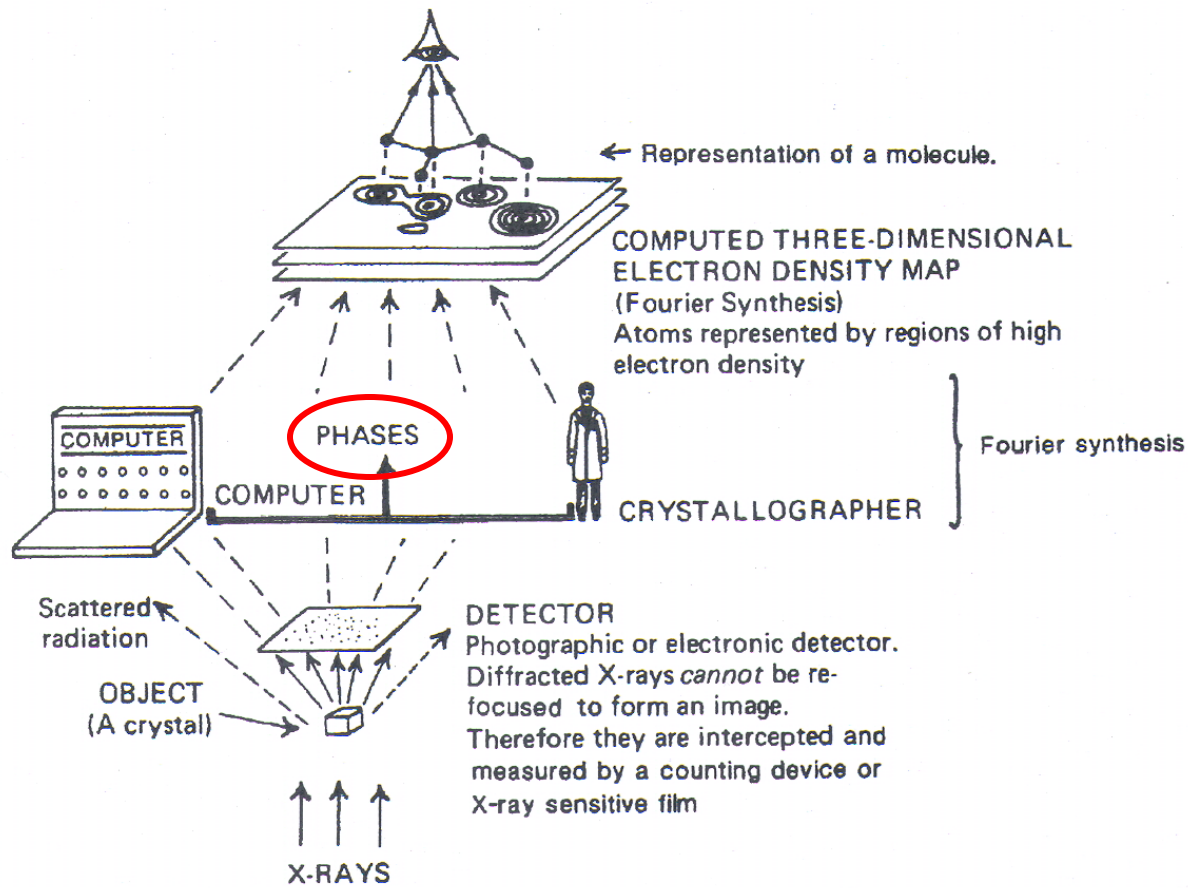 Representation of a molecule.
COMPUTED THREE-DIMENSIONAL
ELECTRON DENSITY MAP
(Fourier Synthesis)
Atoms represented by regions of high
electron density
COMPUTER
PHASES
Fourier synthesis
COMPUTER
CRYSTALLOGRAPHER
Scattered
radiation
DETECTOR
Photographic or electronic detector.
Diffracted X-rays cannot be re-
focused to form an image.
Therefore they are intercepted and
measured by a counting device or
X-ray sensitive film
OBJECT
(A crystal)
X-RAYS